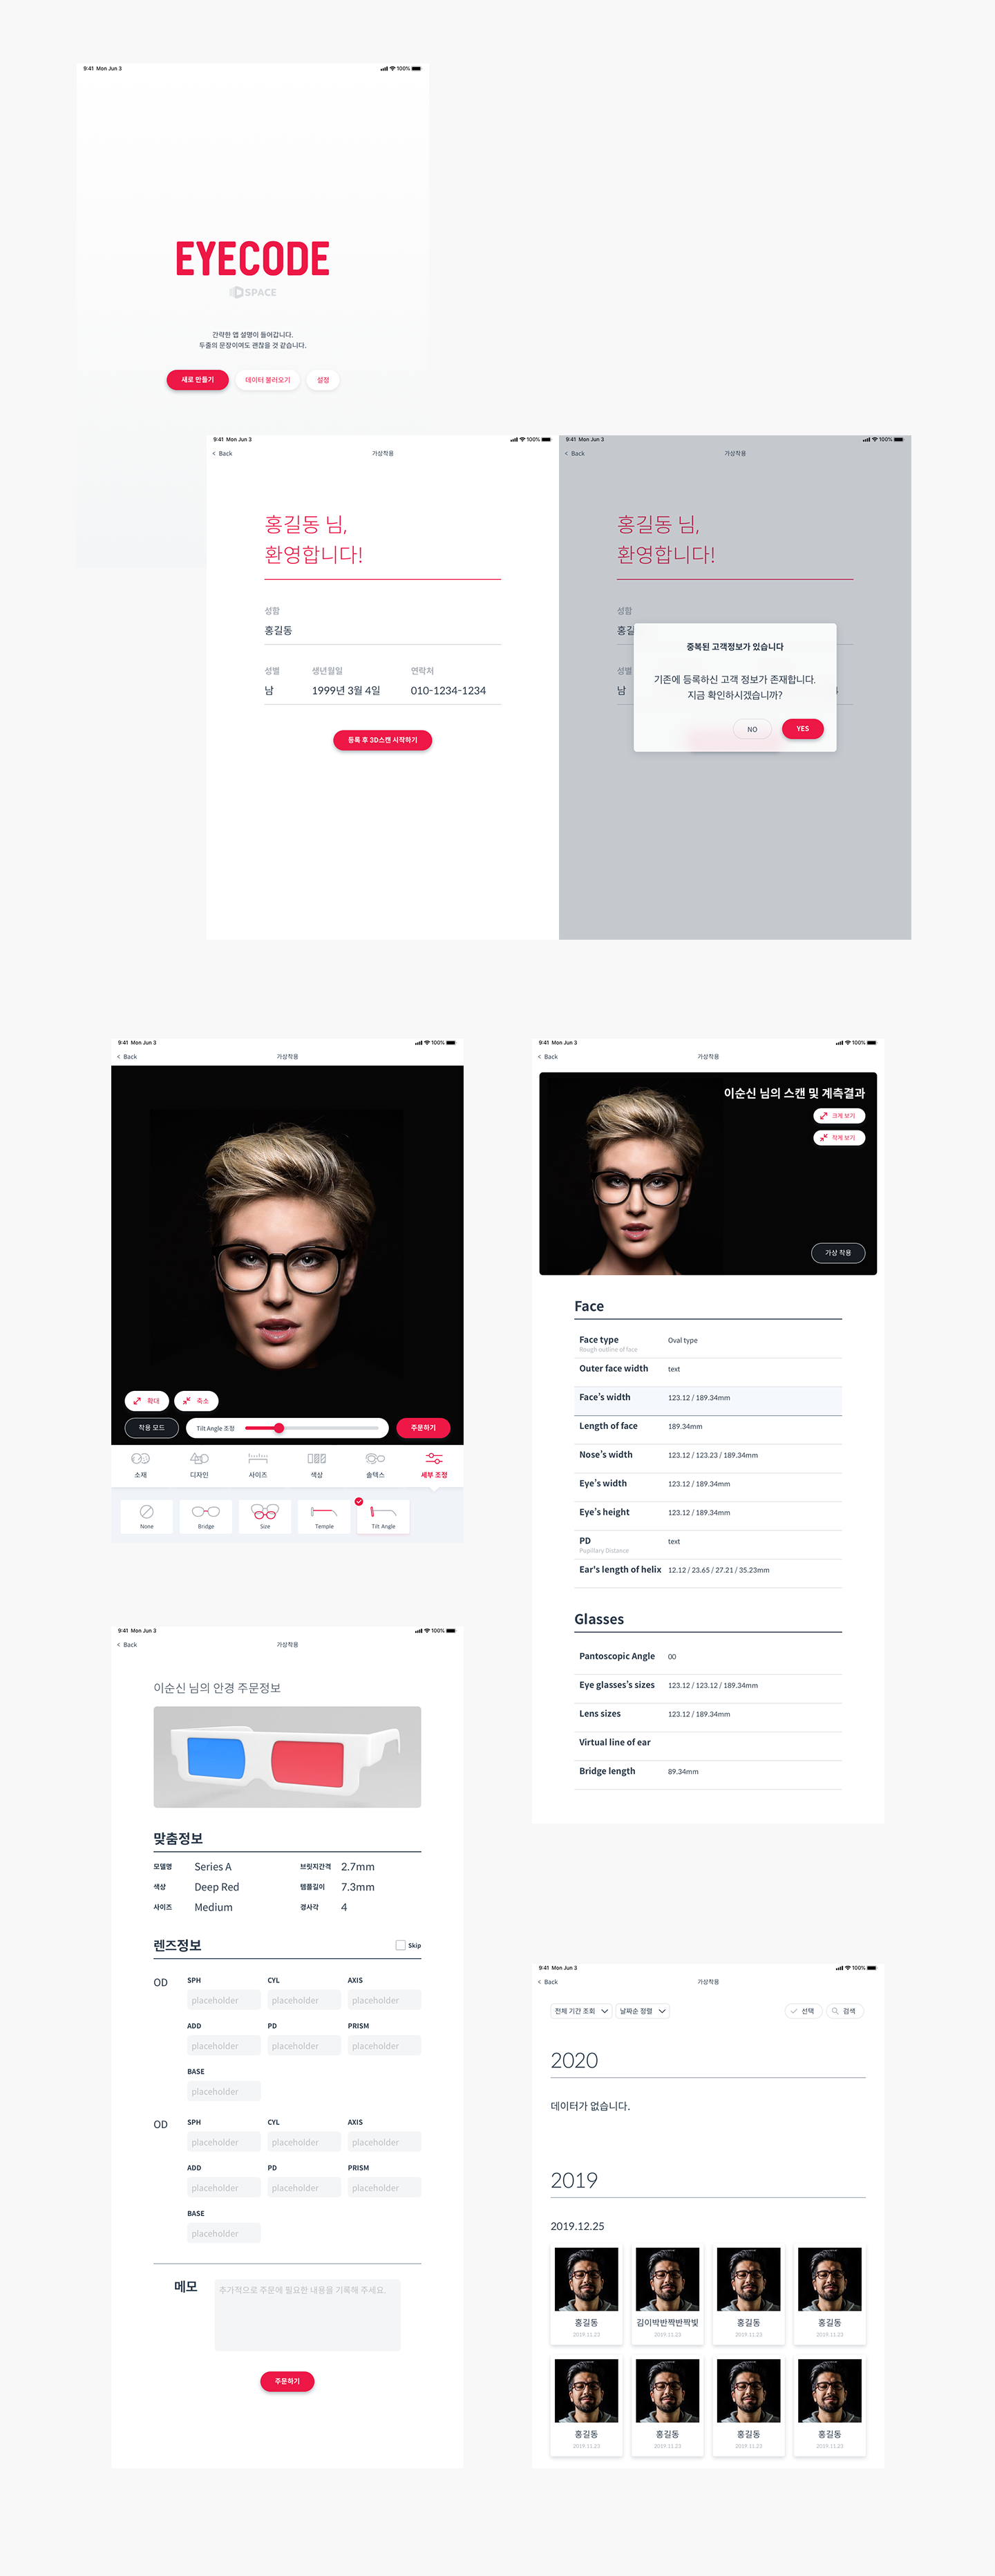 9:41 Mon Jun 3
100%
EYECODE
SPACE
간략한 앱 설명이 들어갑니다.
두줄의 문장이여도 괜찮을 것 같습니다.
새로 만들기
데이터 불러오기
설정
9:41 Mon Jun 3
100%
< Back
가상착용
홍길동 님,
환영합니다!
성함
홍길동
성별 생년월일 연락처
남 1999년 3월 4일 010-1234-1234
등록 후 3D스캔 시작하기
9:41 Mon Jun 3
100%
< Back
가상착용
홍길동 님,
환영합니다!
성함
홍길
성별
남
중복된 고객정보가 있습니다
기존에 등록하신 고객 정보가 존재합니다.
지금 확인하시겠습니까?
NO
YES
4
9:41 Mon Jun 3
100%
< Back
가상착용
확대
축소
착용 모드
Tilt Angle 조정
주문하기
소재
디자인
사이즈
색상
솔텍스
세부 조정
None
Bridge
Size
Temple
Tilt Angle
9:41 Mon Jun 3
100%
< Back
가상착용
이순신 님의 스캔 및 계측결과
크게 보기
작게 보기
가상 착용
Face
Face type Oval type
Rough outline of face
Outer face width text
Face's width 123.12 / 189.34mm
Length of face 189.34mm
Nose's width 123.12 / 123.23 / 189.34mm
Eye's width 123.12 / 189.34mm
Eye's height 123.12 / 189.34mm
PD text
Pupillary Distance
Ear's length of helix 12.12 / 23.65 / 27.21 / 35.23mm
Glasses
Pantoscopic Angle 00
Eye glasses's sizes 123.12 / 123.12 / 189.34mm
Lens sizes 123.12 / 189.34mm
Virtual line of ear
Bridge length 89.34mm
9:41 Mon Jun 3
100%
< Back
가상착용
이순신 님의 안경 주문정보
맞춤정보
모델명 Series A 브릿지간격 2.7mm
색상 Deep Red 템플길이 7.3mm
사이즈 Medium 경사각 4
렌즈정보
Skip
OD SPH CYL AXIS
placeholder placeholder placeholder
ADD PD PRISM
placeholder placeholder placeholder
BASE
placeholder
OD SPH CYL AXIS
placeholder placeholder placeholder
ADD PD PRISM
placeholder placeholder placeholder
BASE
placeholder
메모
추가적으로 주문에 필요한 내용을 기록해 주세요.
주문하기
9:41 Mon Jun 3
100%
< Back
가상착용
전체 기간 조회
날짜순 정렬
선택
검색
2020
데이터가 없습니다.
2019
2019.12.25
홍길동 김이박반짝반짝빛 홍길동 홍길동
2019.11.23 2019.11.23 2019.11.23 2019.11.23
홍길동 홍길동 홍길동 홍길동
2019.11.23 2019.11.23 2019.11.23 2019.11.23